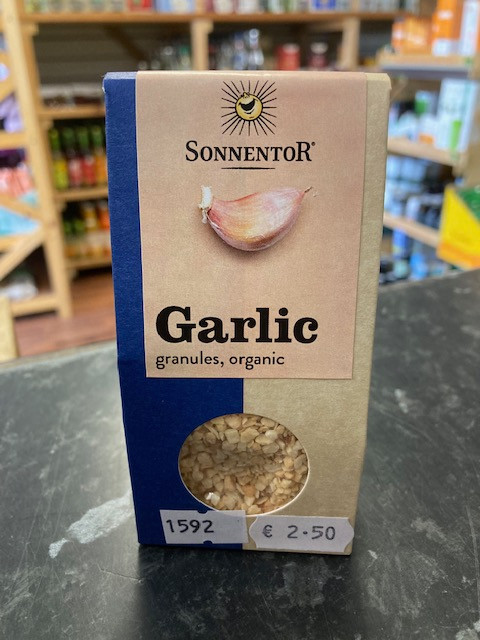 SONNENTOR®
Garlic
granules, organic
1592
€ 2.50